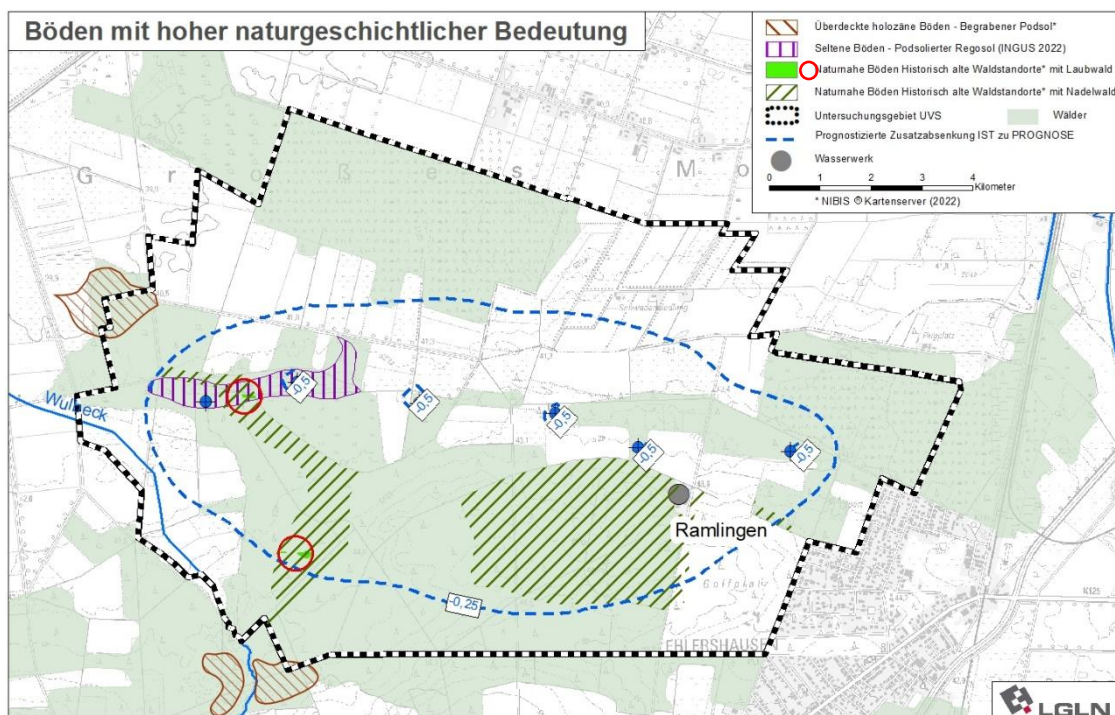 Böden mit hoher naturgeschichtlicher Bedeutung
Überdeckte holozäne Böden - Begrabener Podsol*
Seltene Böden - Podsolierter Regosol (INGUS 2022)
Naturnahe Böden Historisch alte Waldstandorte* mit Laubwald
Naturnahe Böden Historisch alte Waldstandorte* mit Nadelwald
Untersuchungsgebiet UVS
Wälder
Prognostizierte Zusatzabsenkung IST zu PROGNOSE
Wasserwerk
0 1 2 3 4
Kilometer
* NIBIS © Kartenserver (2022)
Großes Mo
Wulbeck
-0,5
-0,5
-0,5
-0,5
-0,5
Ramlingen
Golfplatz
-0,25
EHLERSHAUSEN
LGLN